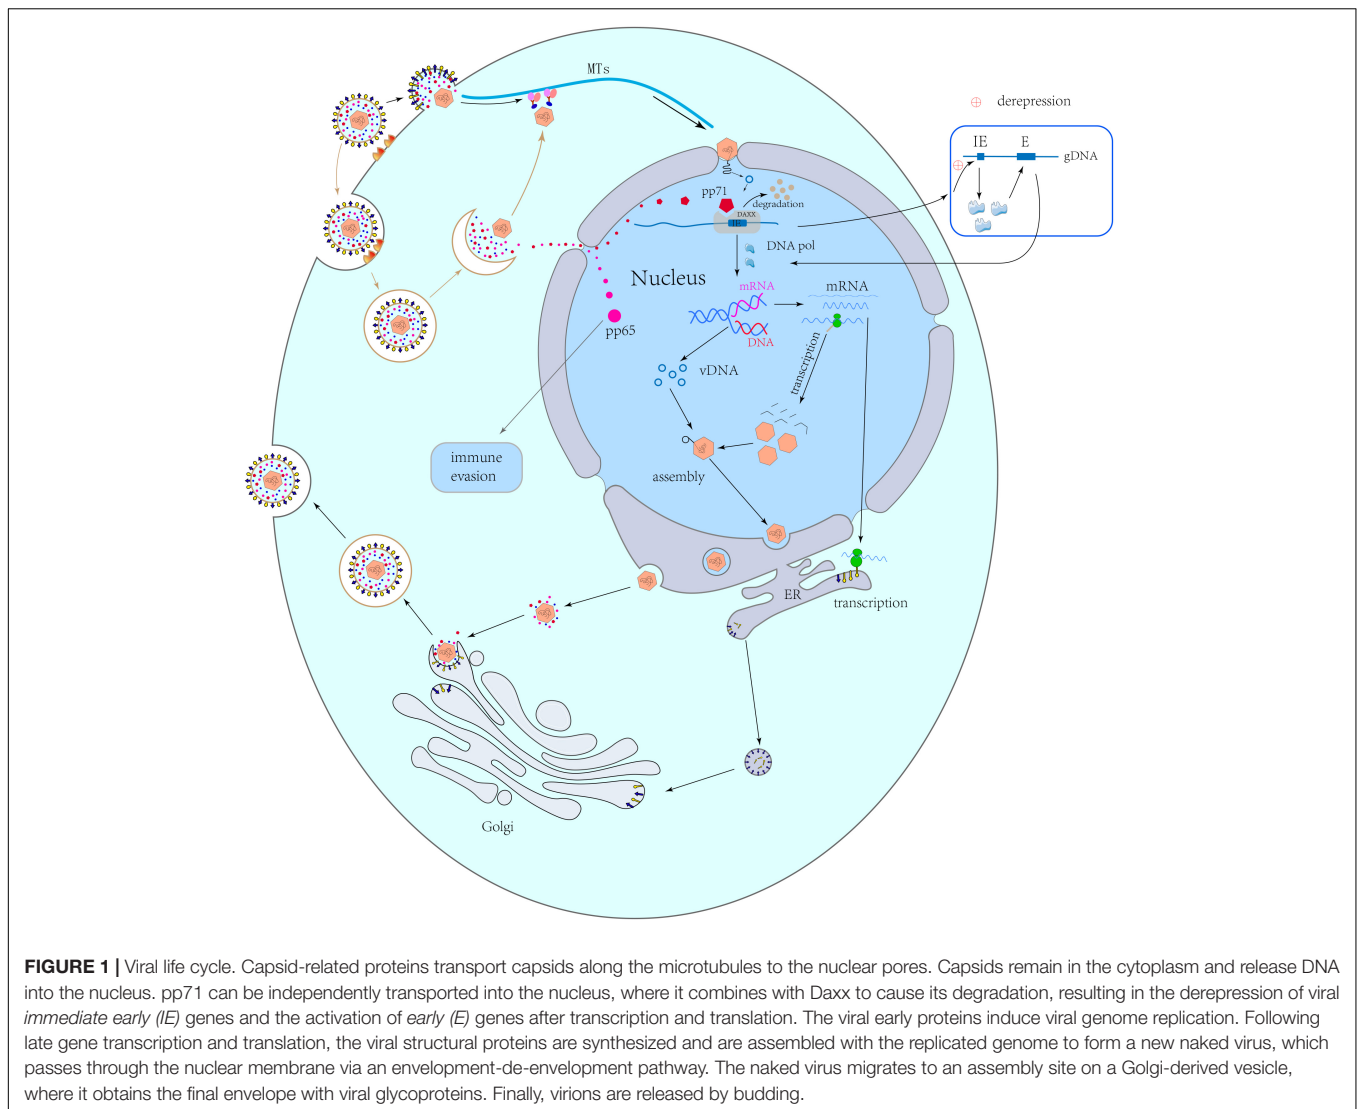 MTs
derepression
IE
E
gDNA
pp71
degradation
DAXX
IE
DNA pol
Nucleus
mRNA
mRNA
pp65
DNA
transcription
vDNA
immune
evasion
assembly
ER
transcription
Golgi
FIGURE 1 | Viral life cycle. Capsid-related proteins transport capsids along the microtubules to the nuclear pores. Capsids remain in the cytoplasm and release DNA
into the nucleus. pp71 can be independently transported into the nucleus, where it combines with Daxx to cause its degradation, resulting in the derepression of viral
immediate early (IE) genes and the activation of early (E) genes after transcription and translation. The viral early proteins induce viral genome replication. Following
late gene transcription and translation, the viral structural proteins are synthesized and are assembled with the replicated genome to form a new naked virus, which
passes through the nuclear membrane via an envelopment-de-envelopment pathway. The naked virus migrates to an assembly site on a Golgi-derived vesicle,
where it obtains the final envelope with viral glycoproteins. Finally, virions are released by budding.